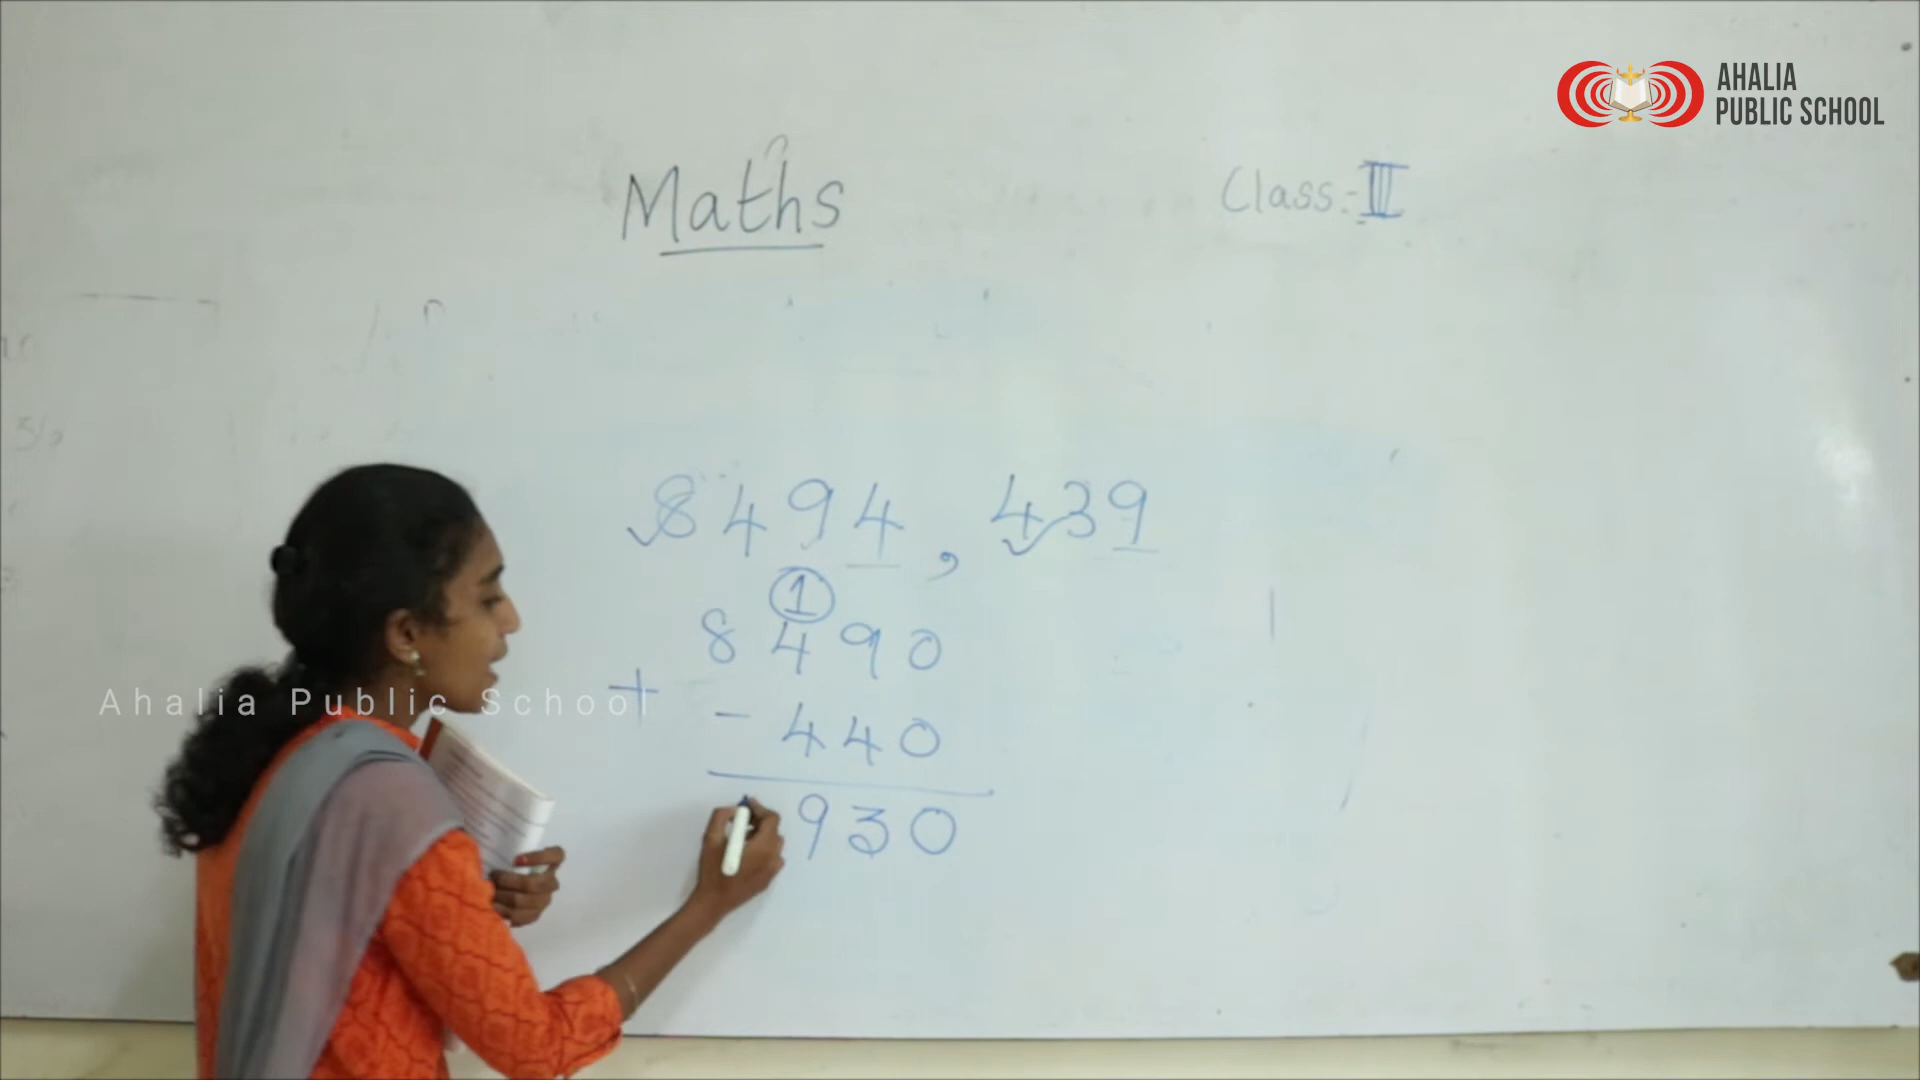 AHALIA
PUBLIC SCHOOL
Maths
Class:- III
8494, 439
1
8490
+ - 440
930
Ahalia Public School